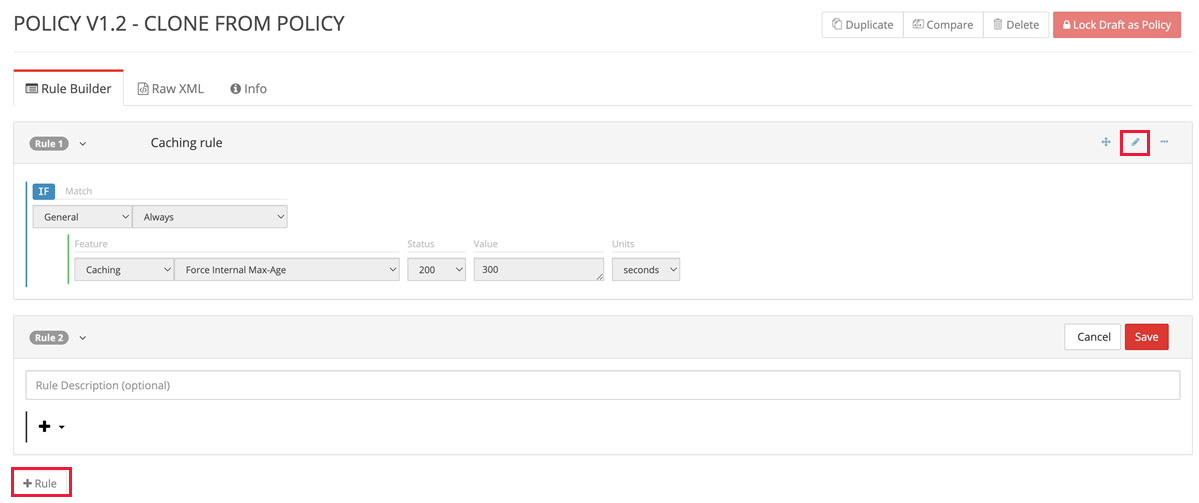 POLICY V1.2 - CLONE FROM POLICY
Duplicate Compare Delete Lock Draft as Policy
Rule Builder Raw XML Info
Rule 1 Caching rule
IF Match
General Always
Feature Status Value Units
Caching Force Internal Max-Age 200 300 seconds
Rule 2 Cancel Save
Rule Description (optional)
+ Rule